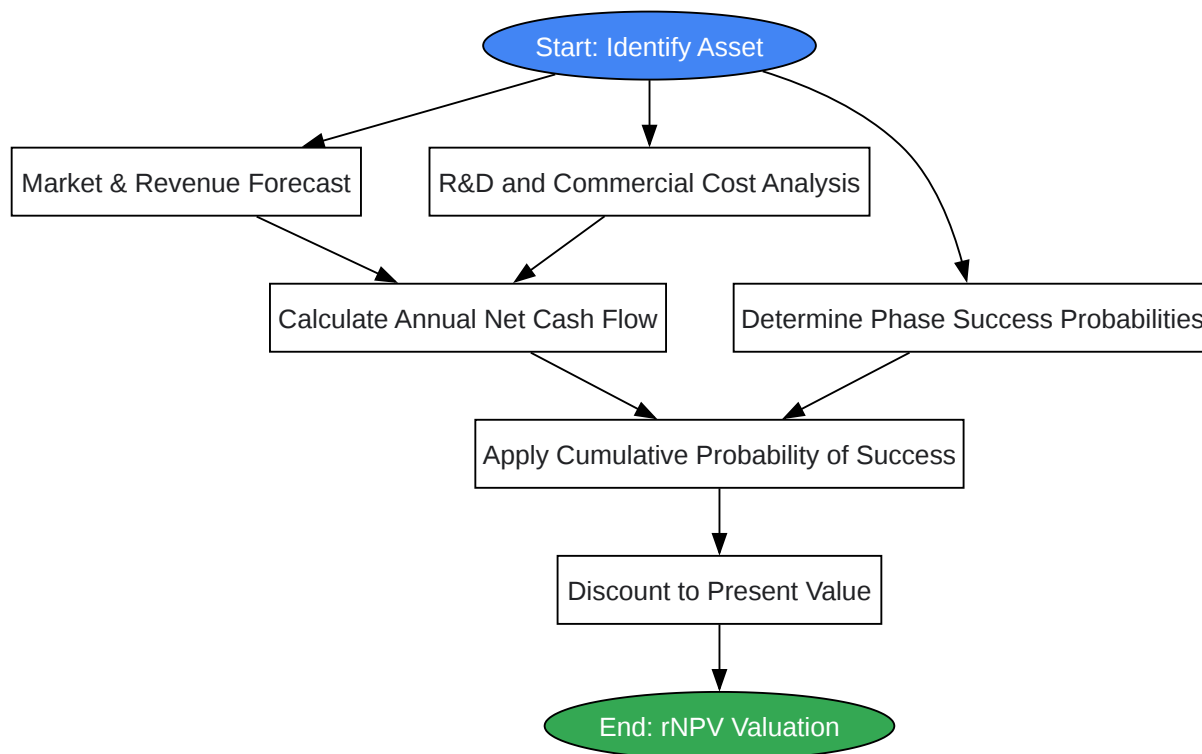 Start: Identify Asset
Market & Revenue Forecast
R&D and Commercial Cost Analysis
Calculate Annual Net Cash Flow
Determine Phase Success Probabilities
Apply Cumulative Probability of Success
Discount to Present Value
End: rNPV Valuation